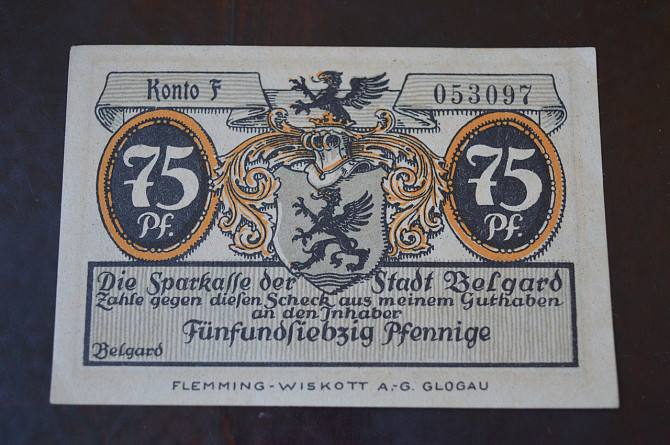 Konto F
053097
75
Pf.
75
Pf.
Die Sparkasse der Stadt Belgard
Zahle gegen diesen Scheck aus meinem Guthaben
an den Inhaber
Fünfundsiebzig Pfennige
Belgard
FLEMMING-WISKOTT A.-G. GLOGAU